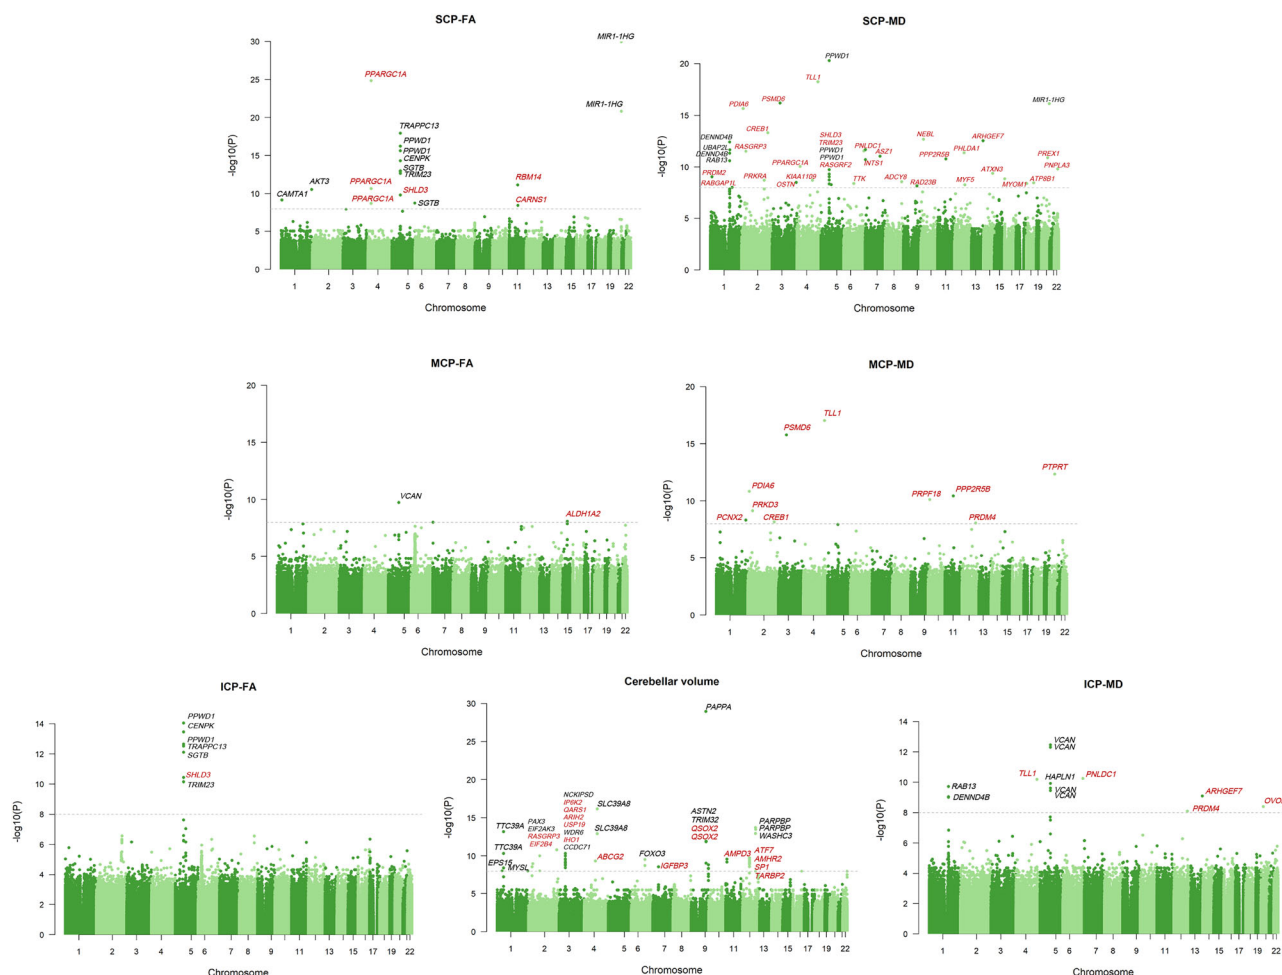 SCP-FA
30
25
20
15
10
5
0
-log10(P)
MIR1-1HG
PPARGC1A
MIR1-1HG
TRAPPC13
PPWD1
PPWD1
CENPK
SGTB
TRIM23
AKT3
PPARGC1A
SHLD3
RBM14
CAMTA1
PPARGC1A
SGTB
CARNS1
1 2 3 4 5 6 7 8 9 11 13 15 17 19 22
Chromosome
SCP-MD
20
15
10
5
0
-log10(P)
PPWD1
TLL1
PDIA6
PSMD6
MIR1-1HG
CREB1
DENND4B
UBAP2L
DENND4B
RAB13
RASGRP3
SHLD3
TRIM23
PPWD1
PPWD1
RASGRF2
PNLDC1
INTS1
ASZ1
NEBL
PPP2R5B
PHLDA1
ARHGEF7
PREX1
PNPLA3
PRDM2
RABGAP1L
PRKRA
PPARGC1A
OSTN
KIAA1109
TTK
ADCY8
RAD23B
MYF5
ATXN3
MYOM1
ATP8B1
1 2 3 4 5 6 7 8 9 11 13 15 17 19 22
Chromosome
MCP-FA
20
15
10
5
0
-log10(P)
VCAN
ALDH1A2
1 2 3 4 5 6 7 8 9 11 13 15 17 19 22
Chromosome
MCP-MD
20
15
10
5
0
-log10(P)
TLL1
PSMD6
PTPRT
PDIA6
PRKD3
PCNX2
CREB1
PRPF18
PPP2R5B
PRDM4
1 2 3 4 5 6 7 8 9 11 13 15 17 19 22
Chromosome
ICP-FA
14
12
10
8
6
4
2
0
-log10(P)
PPWD1
CENPK
PPWD1
TRAPPC13
SGTB
SHLD3
TRIM23
1 2 3 4 5 6 7 8 9 11 13 15 17 19 22
Chromosome
Cerebellar volume
30
25
20
15
10
5
0
-log10(P)
PAPPA
TTC39A
TTC39A
EPS15
MYSL
PAX3
EIF2AK3
RASGRP3
EIF2B4
NCKIPSD
IP6K2
QARS1
ARIH2
USP19
WDR6
IHO1
CCDC71
SLC39A8
SLC39A8
ABCG2
FOXO3
IGFBP3
ASTN2
TRIM32
QSOX2
QSOX2
AMPD3
PARPBP
PARPBP
WASHC3
ATF7
AMHR2
SP1
TARBP2
1 2 3 4 5 6 7 8 9 11 13 15 17 19 22
Chromosome
ICP-MD
14
12
10
8
6
4
2
0
-log10(P)
VCAN
VCAN
TLL1
HAPLN1
PNLDC1
RAB13
DENND4B
VCAN
VCAN
ARHGEF7
PRDM4
OVO
1 2 3 4 5 6 7 8 9 11 13 15 17 19 22
Chromosome